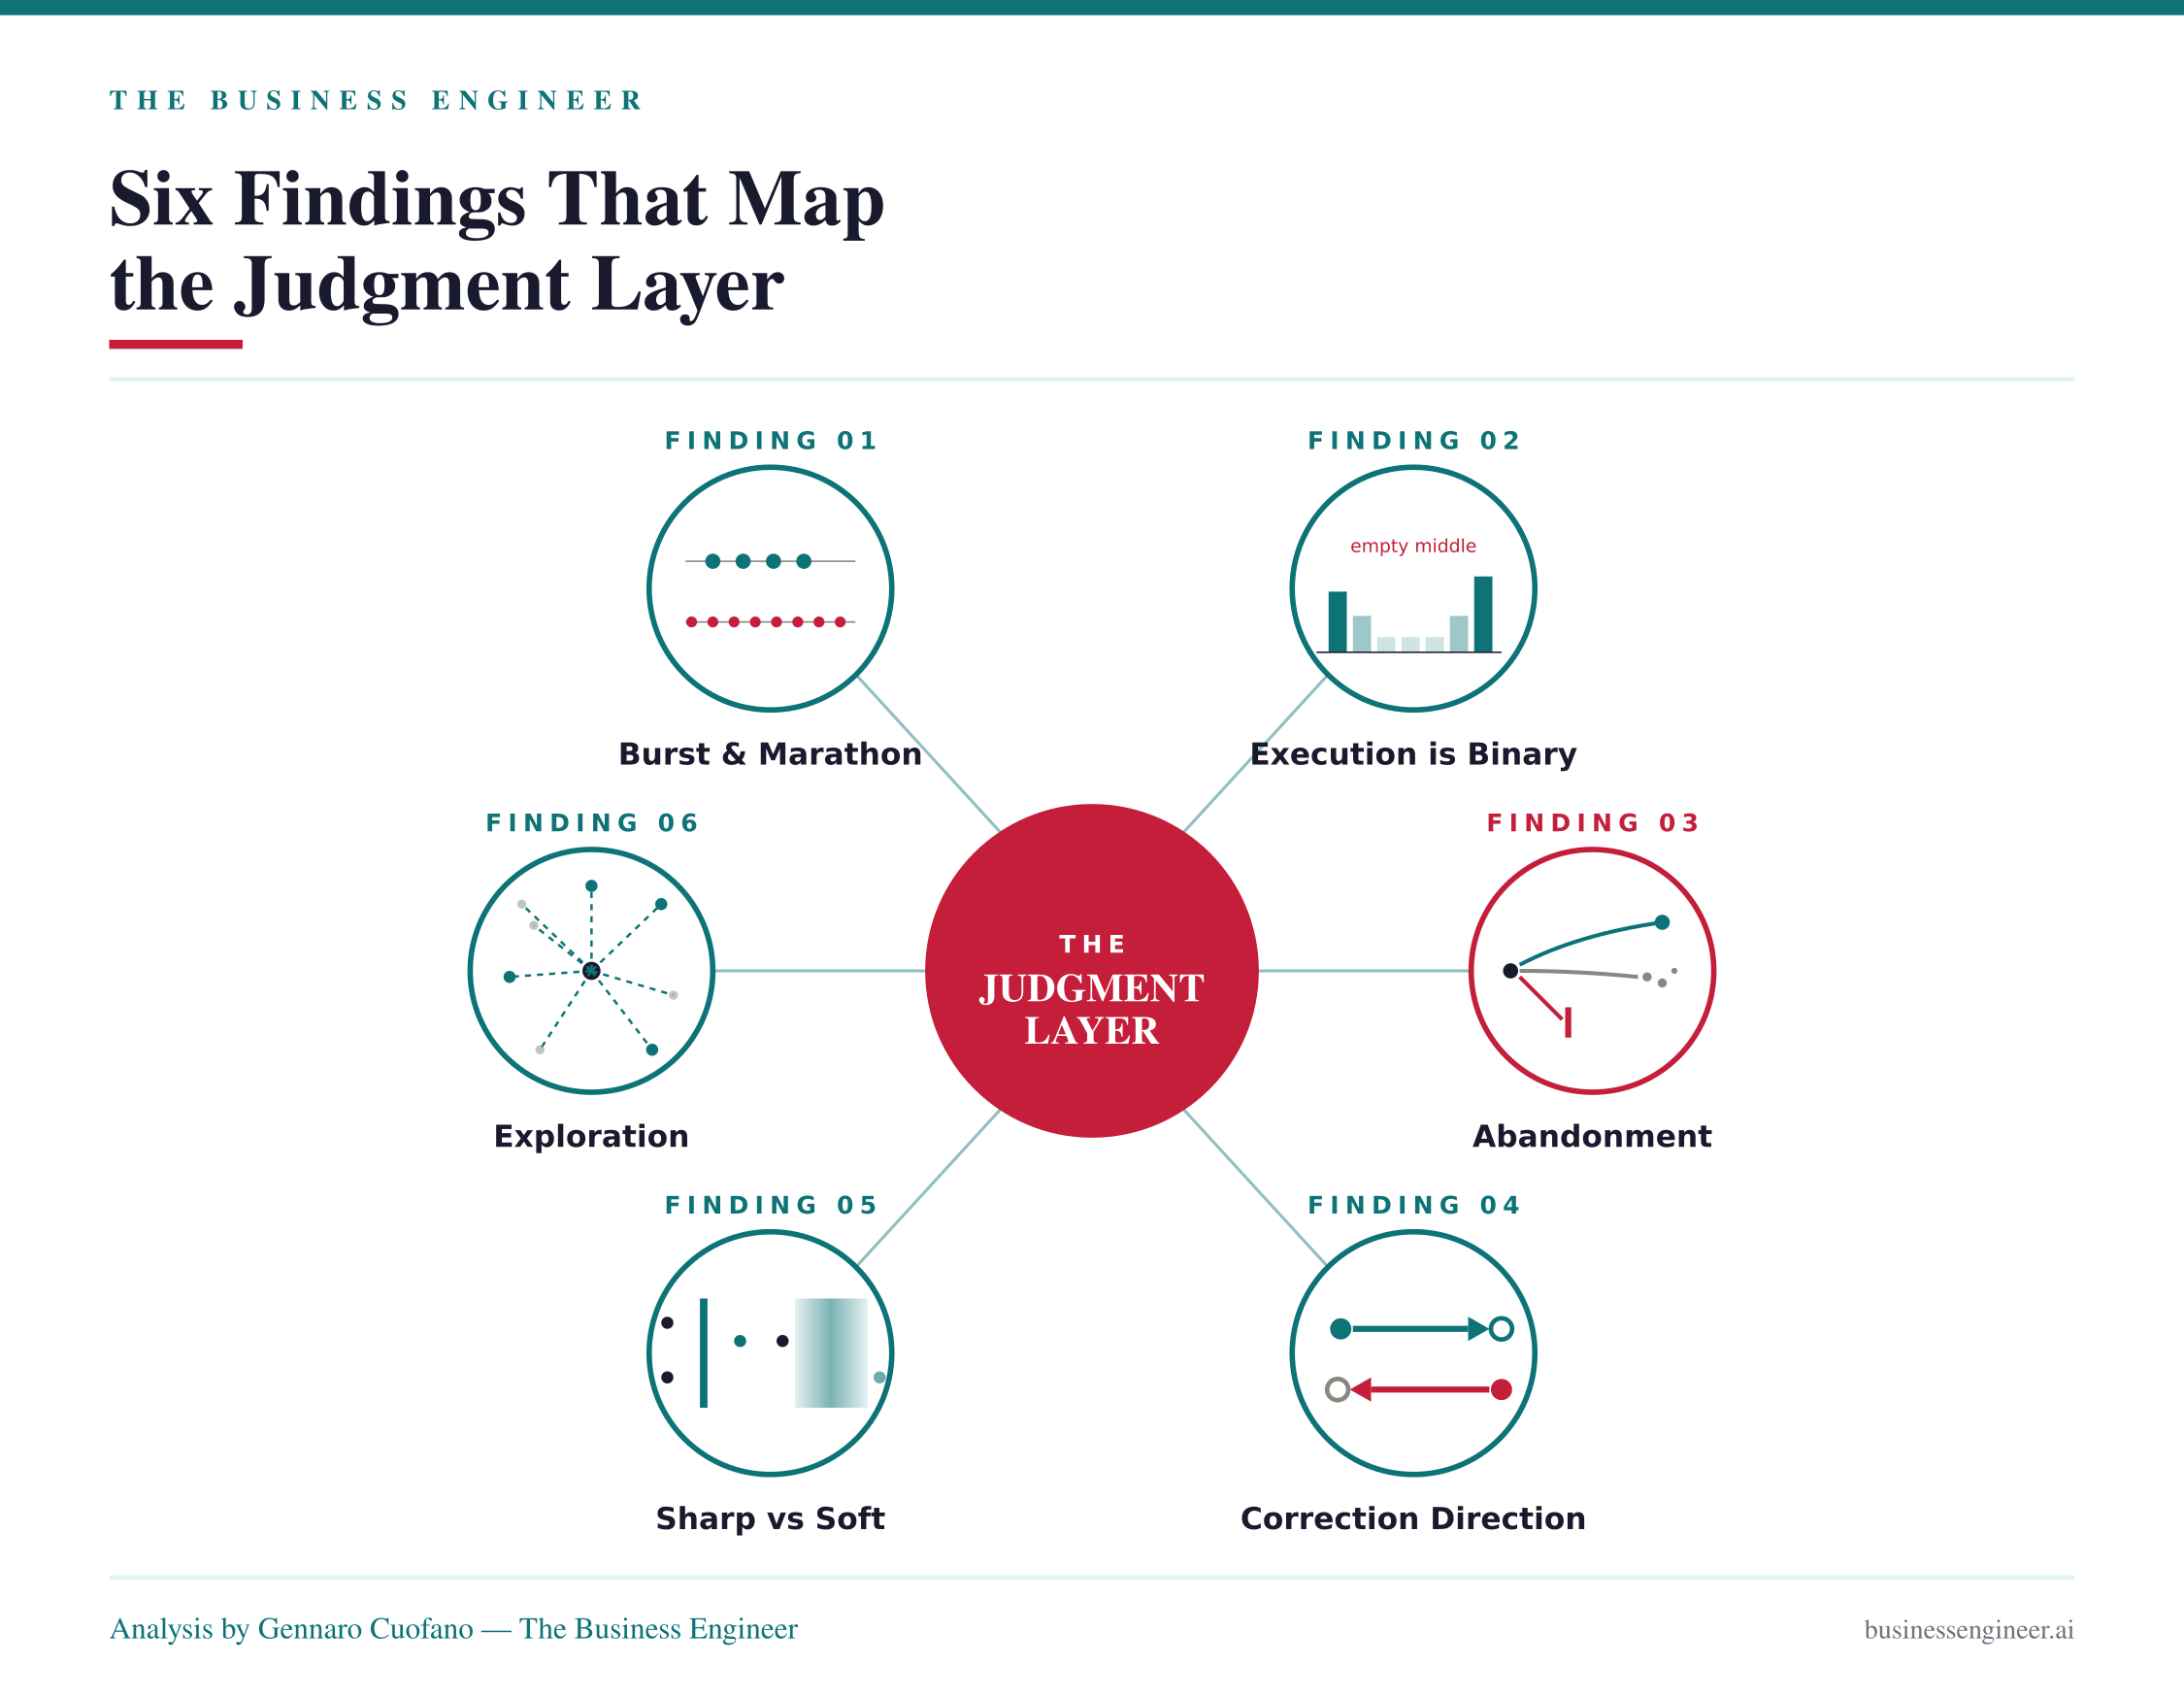 THE BUSINESS ENGINEER
Six Findings That Map
the Judgment Layer
FINDING 01
Burst & Marathon
FINDING 02
empty middle
Execution is Binary
FINDING 06
Exploration
THE
JUDGMENT
LAYER
FINDING 03
Abandonment
FINDING 05
Sharp vs Soft
FINDING 04
Correction Direction
Analysis by Gennaro Cuofano — The Business Engineer
businessengineer.ai